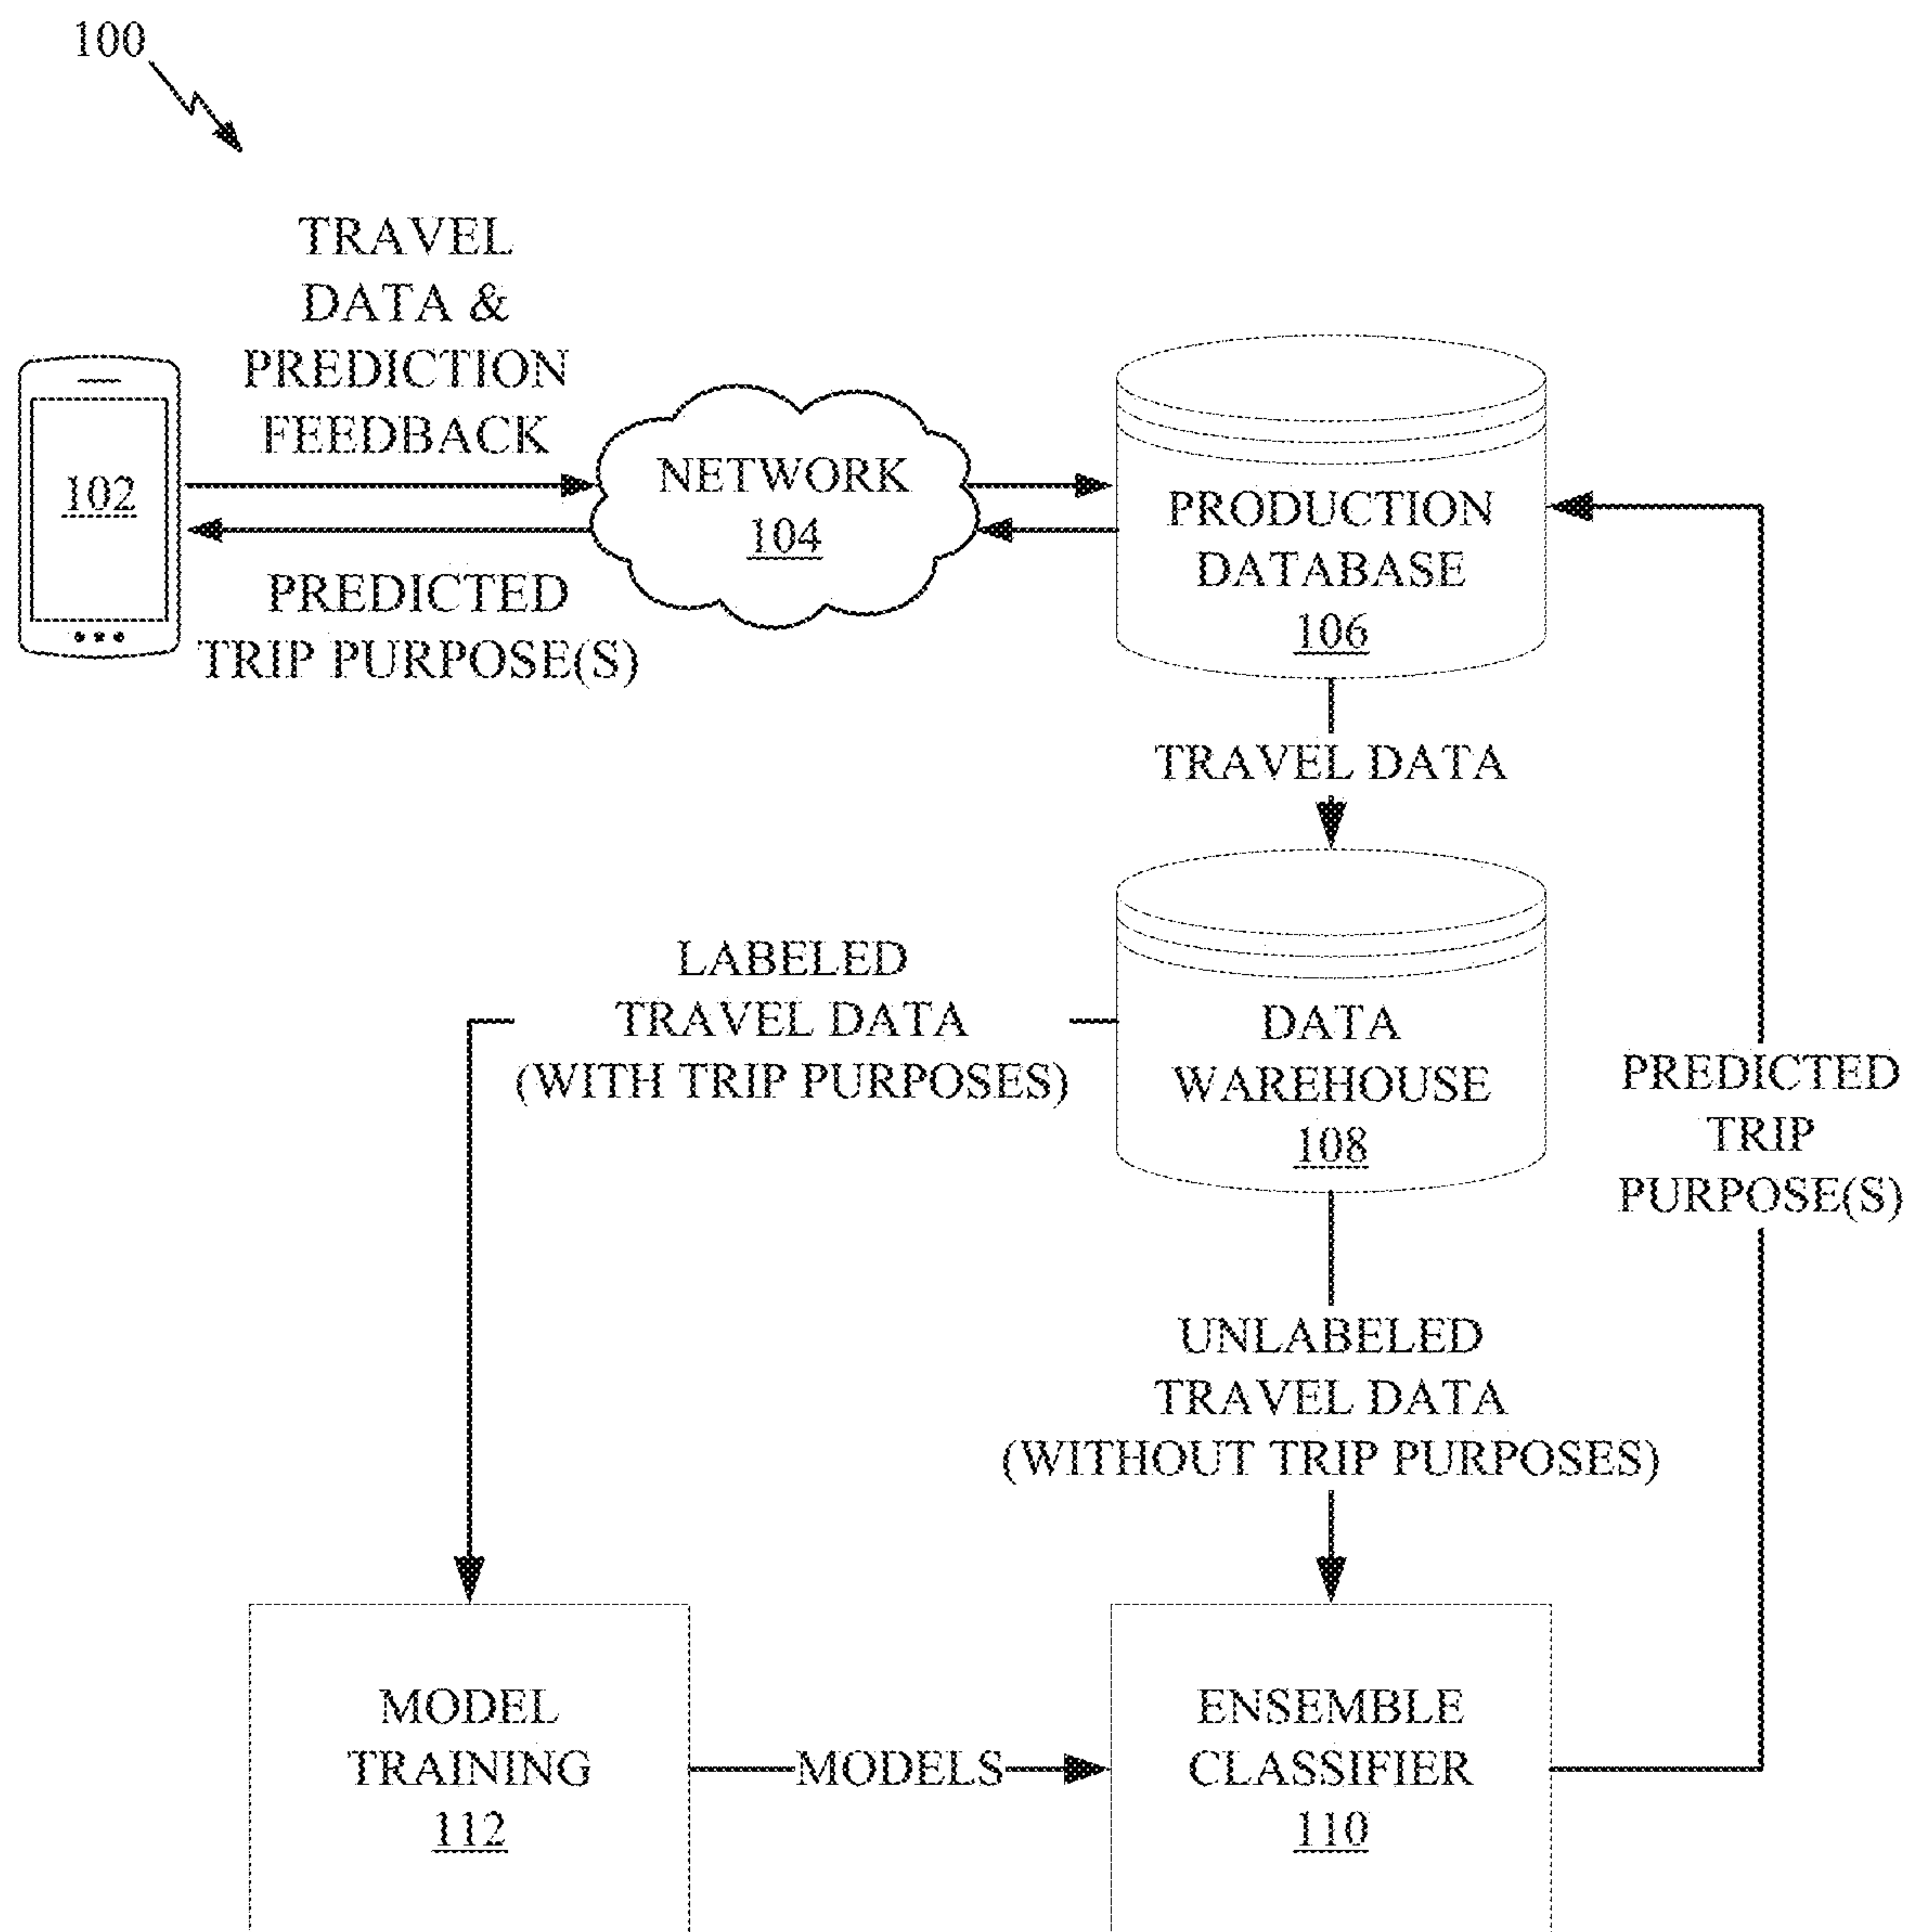 100
TRAVEL
DATA &
PREDICTION
FEEDBACK
102
NETWORK
104
PREDICTED
TRIP PURPOSE(S)
PRODUCTION
DATABASE
106
TRAVEL DATA
LABELED
TRAVEL DATA
(WITH TRIP PURPOSES)
DATA
WAREHOUSE
108
PREDICTED
TRIP
PURPOSE(S)
UNLABELED
TRAVEL DATA
(WITHOUT TRIP PURPOSES)
MODEL
TRAINING
112
MODELS
ENSEMBLE
CLASSIFIER
110